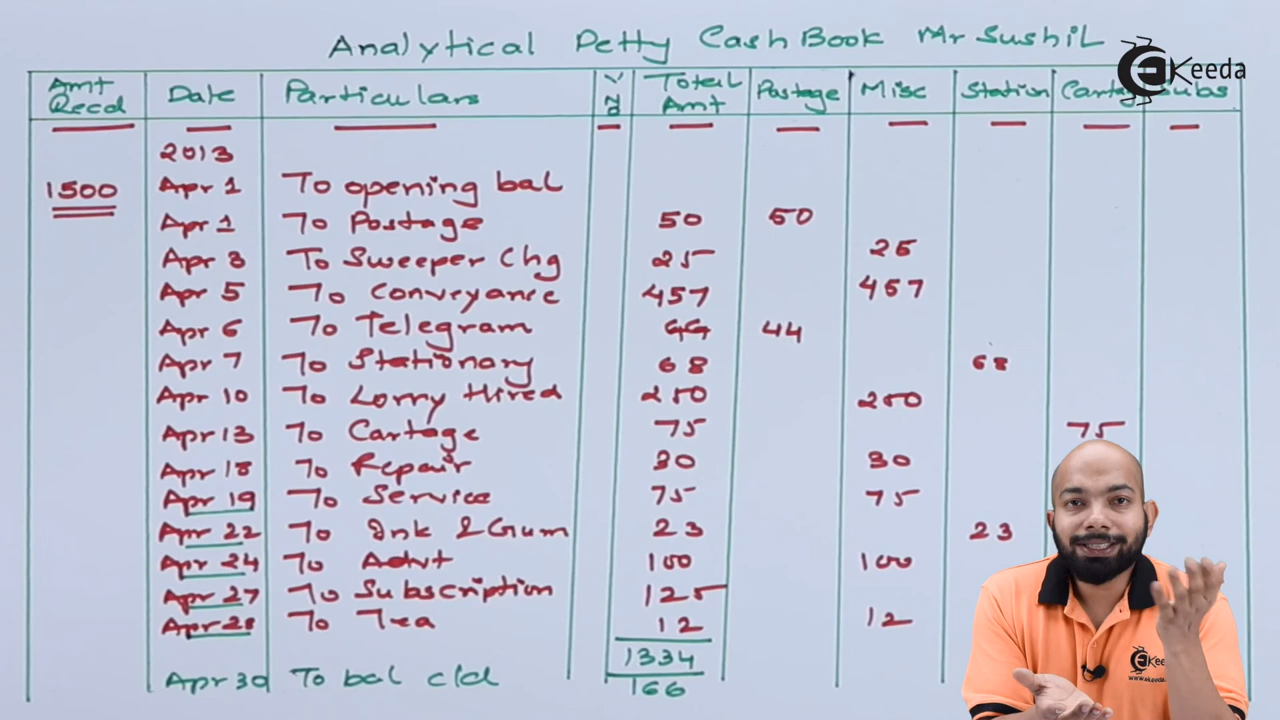 Analytical Petty Cash Book Mr Sushil
eKeeda
Amt Recd Date Particulars Total Amt Postage Misc Station Cartag Subs
2013
1500 Apr 1 To opening bal
Apr 1 To Postage 50 50
Apr 3 To Sweeper Chg 25 25
Apr 5 To Conveyance 457 457
Apr 6 To Telegram 44 44
Apr 7 To Stationary 68 68
Apr 10 To Lorry Hired 250 250
Apr 13 To Cartage 75 75
Apr 18 To Repair 30 30
Apr 19 To Service 75 75
Apr 22 To Ink & Gum 23 23
Apr 24 To Advt 100 100
Apr 27 To Subscription 125
Apr 28 To Tea 12 12
1334
Apr 30 To bal c/d 166
www.ekeeda.